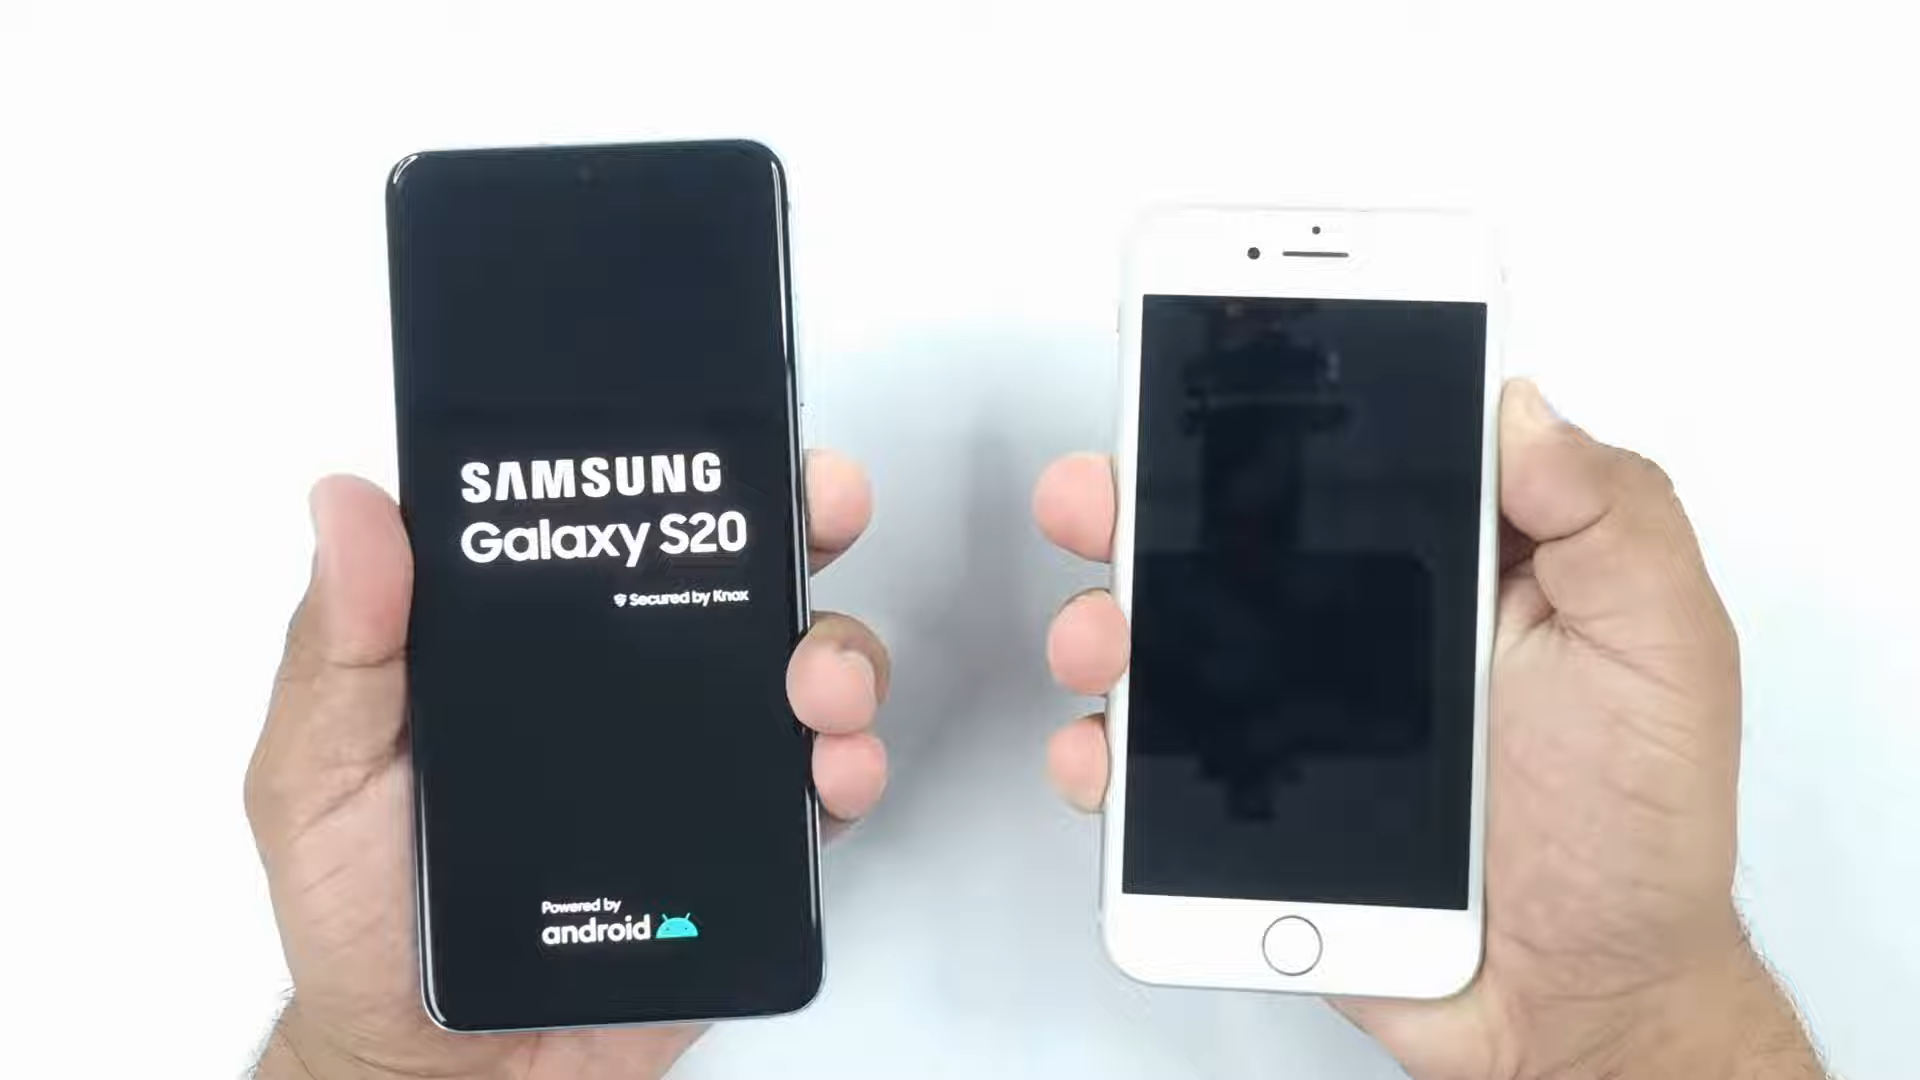 SAMSUNG
Galaxy S20
Secured by Knox
Powered by
android